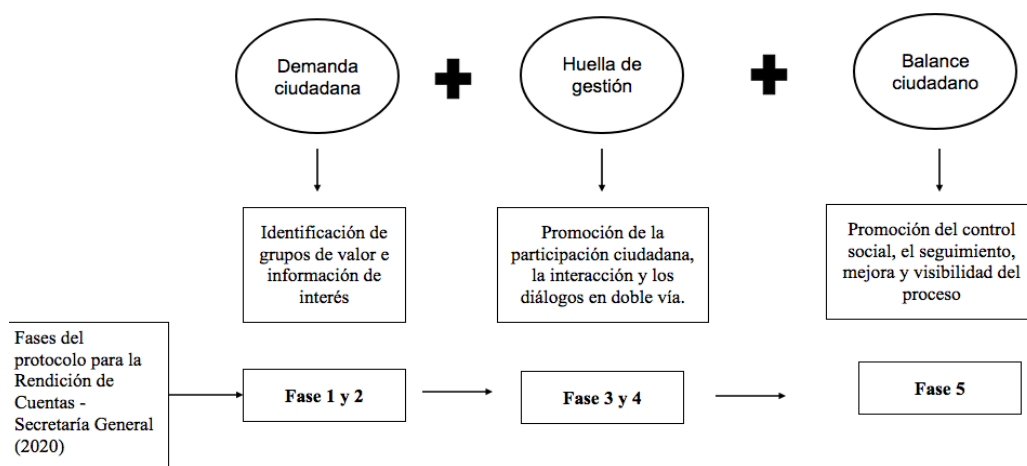 Demanda
ciudadana
Huella de
gestión
Balance
ciudadano
Identificación de
grupos de valor e
información de
interés
Promoción de la
participación ciudadana,
la interacción y los
diálogos en doble vía.
Promoción del control
social, el seguimiento,
mejora y visibilidad del
proceso
Fases del
protocolo para la
Rendición de
Cuentas -
Secretaría General
(2020)
Fase 1 y 2
Fase 3 y 4
Fase 5